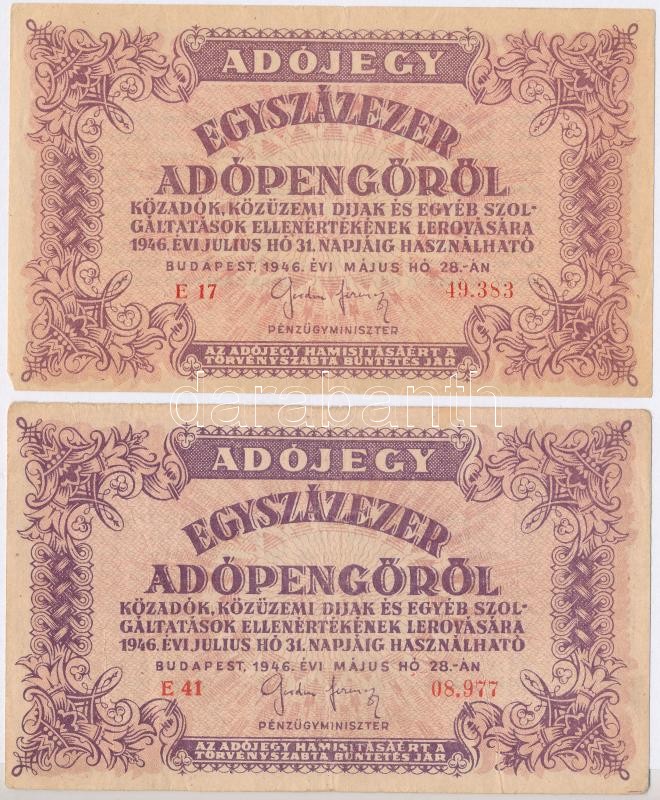 ADÓJEGY
EGYSZÁZEZER
ADÓPENGŐRŐL
KÖZADÓK, KÖZÜZEMI DIJAK ÉS EGYÉB SZOL-
GÁLTATÁSOK ELLENÉRTÉKÉNEK LEROVÁSÁRA
1946. ÉVI JULIUS HÓ 31. NAPJÁIG HASZNÁLHATÓ
BUDAPEST, 1946. ÉVI MÁJUS HÓ 28.-ÁN
E 17 49.383
PÉNZÜGYMINISZTER
AZ ADÓJEGY HAMISITÁSÁÉRT A
TÖRVÉNYSZABTA BÜNTETÉS JÁR
darabanth
ADÓJEGY
EGYSZÁZEZER
ADÓPENGŐRŐL
KÖZADÓK, KÖZÜZEMI DIJAK ÉS EGYÉB SZOL-
GÁLTATÁSOK ELLENÉRTÉKÉNEK LEROVÁSÁRA
1946. ÉVI JULIUS HÓ 31. NAPJÁIG HASZNÁLHATÓ
BUDAPEST, 1946. ÉVI MÁJUS HÓ 28.-ÁN
E 41 08.977
PÉNZÜGYMINISZTER
AZ ADÓJEGY HAMISITÁSÁÉRT A
TÖRVÉNYSZABTA BÜNTETÉS JÁR